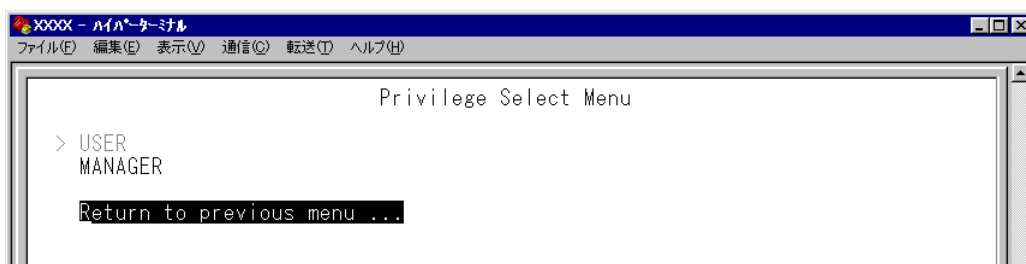 XXXX - ハイパーターミナル
ファイル(F) 編集(E) 表示(V) 通信(C) 転送(T) ヘルプ(H)
Privilege Select Menu
> USER
MANAGER
Return to previous menu ...